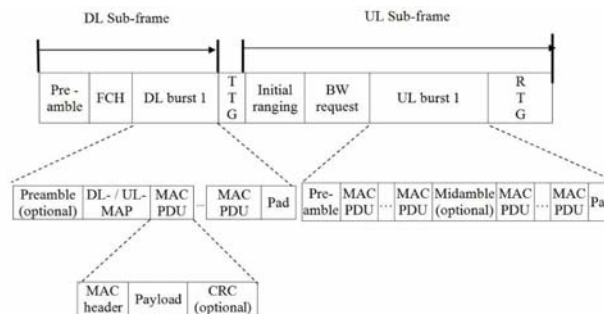 DL Sub-frame
UL Sub-frame
Pre-
amble
FCH
DL burst 1
T
T
G
Initial
ranging
BW
request
UL burst 1
R
T
G
Preamble
(optional)
DL- / UL-
MAP
MAC
PDU
...
MAC
PDU
Pad
Pre-
amble
MAC
PDU
...
MAC
PDU
Midamble
(optional)
MAC
PDU
...
MAC
PDU
Pa
MAC
header
Payload
CRC
(optional)